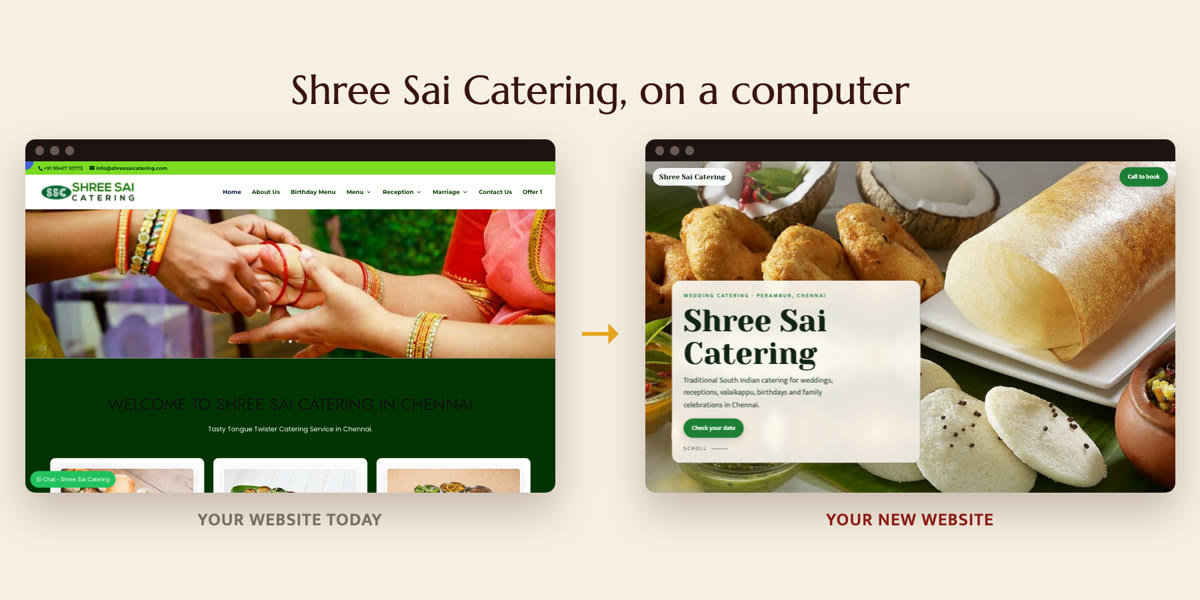 Shree Sai Catering, on a computer
+91 99417 10773 info@shreesaicatering.com
SSC SHREE SAI
CATERING
Home About Us Birthday Menu Menu Reception Marriage Contact Us Offer 1
WELCOME TO SHREE SAI CATERING IN CHENNAI
Tasty Tongue Twister Catering Service in Chennai.
Chat - Shree Sai Catering
YOUR WEBSITE TODAY
Shree Sai Catering
Call to book
WEDDING CATERING · PERAMBUR, CHENNAI
Shree Sai
Catering
Traditional South Indian catering for weddings,
receptions, valaikappu, birthdays and family
celebrations in Chennai.
Check your date
SCROLL
YOUR NEW WEBSITE